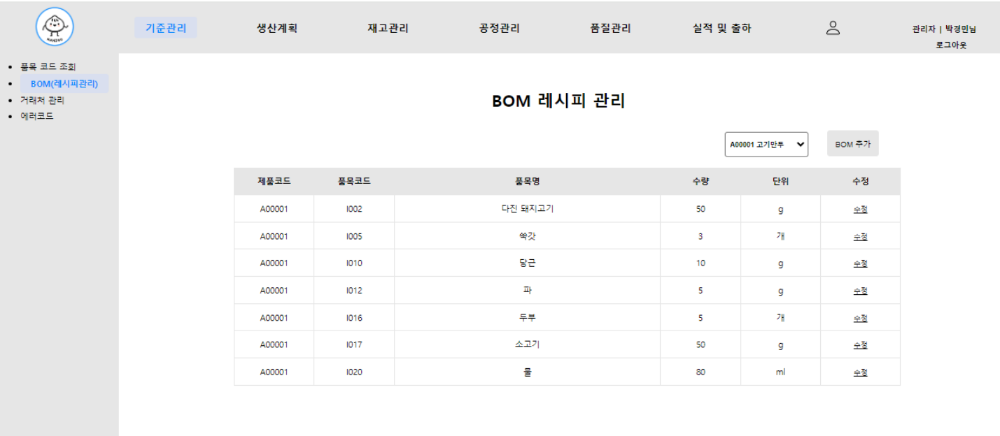 기준관리 생산계획 재고관리 공정관리 품질관리 실적 및 출하 관리자 | 박경민님
로그아웃
MANZOO
품목 코드 조회
BOM(레시피관리)
거래처 관리
에러코드
BOM 레시피 관리
A00001 고기만두 BOM 추가
제품코드 품목코드 품목명 수량 단위 수정
A00001 I002 다진 돼지고기 50 g 수정
A00001 I005 쑥갓 3 개 수정
A00001 I010 당근 10 g 수정
A00001 I012 파 5 g 수정
A00001 I016 두부 5 개 수정
A00001 I017 소고기 50 g 수정
A00001 I020 물 80 ml 수정